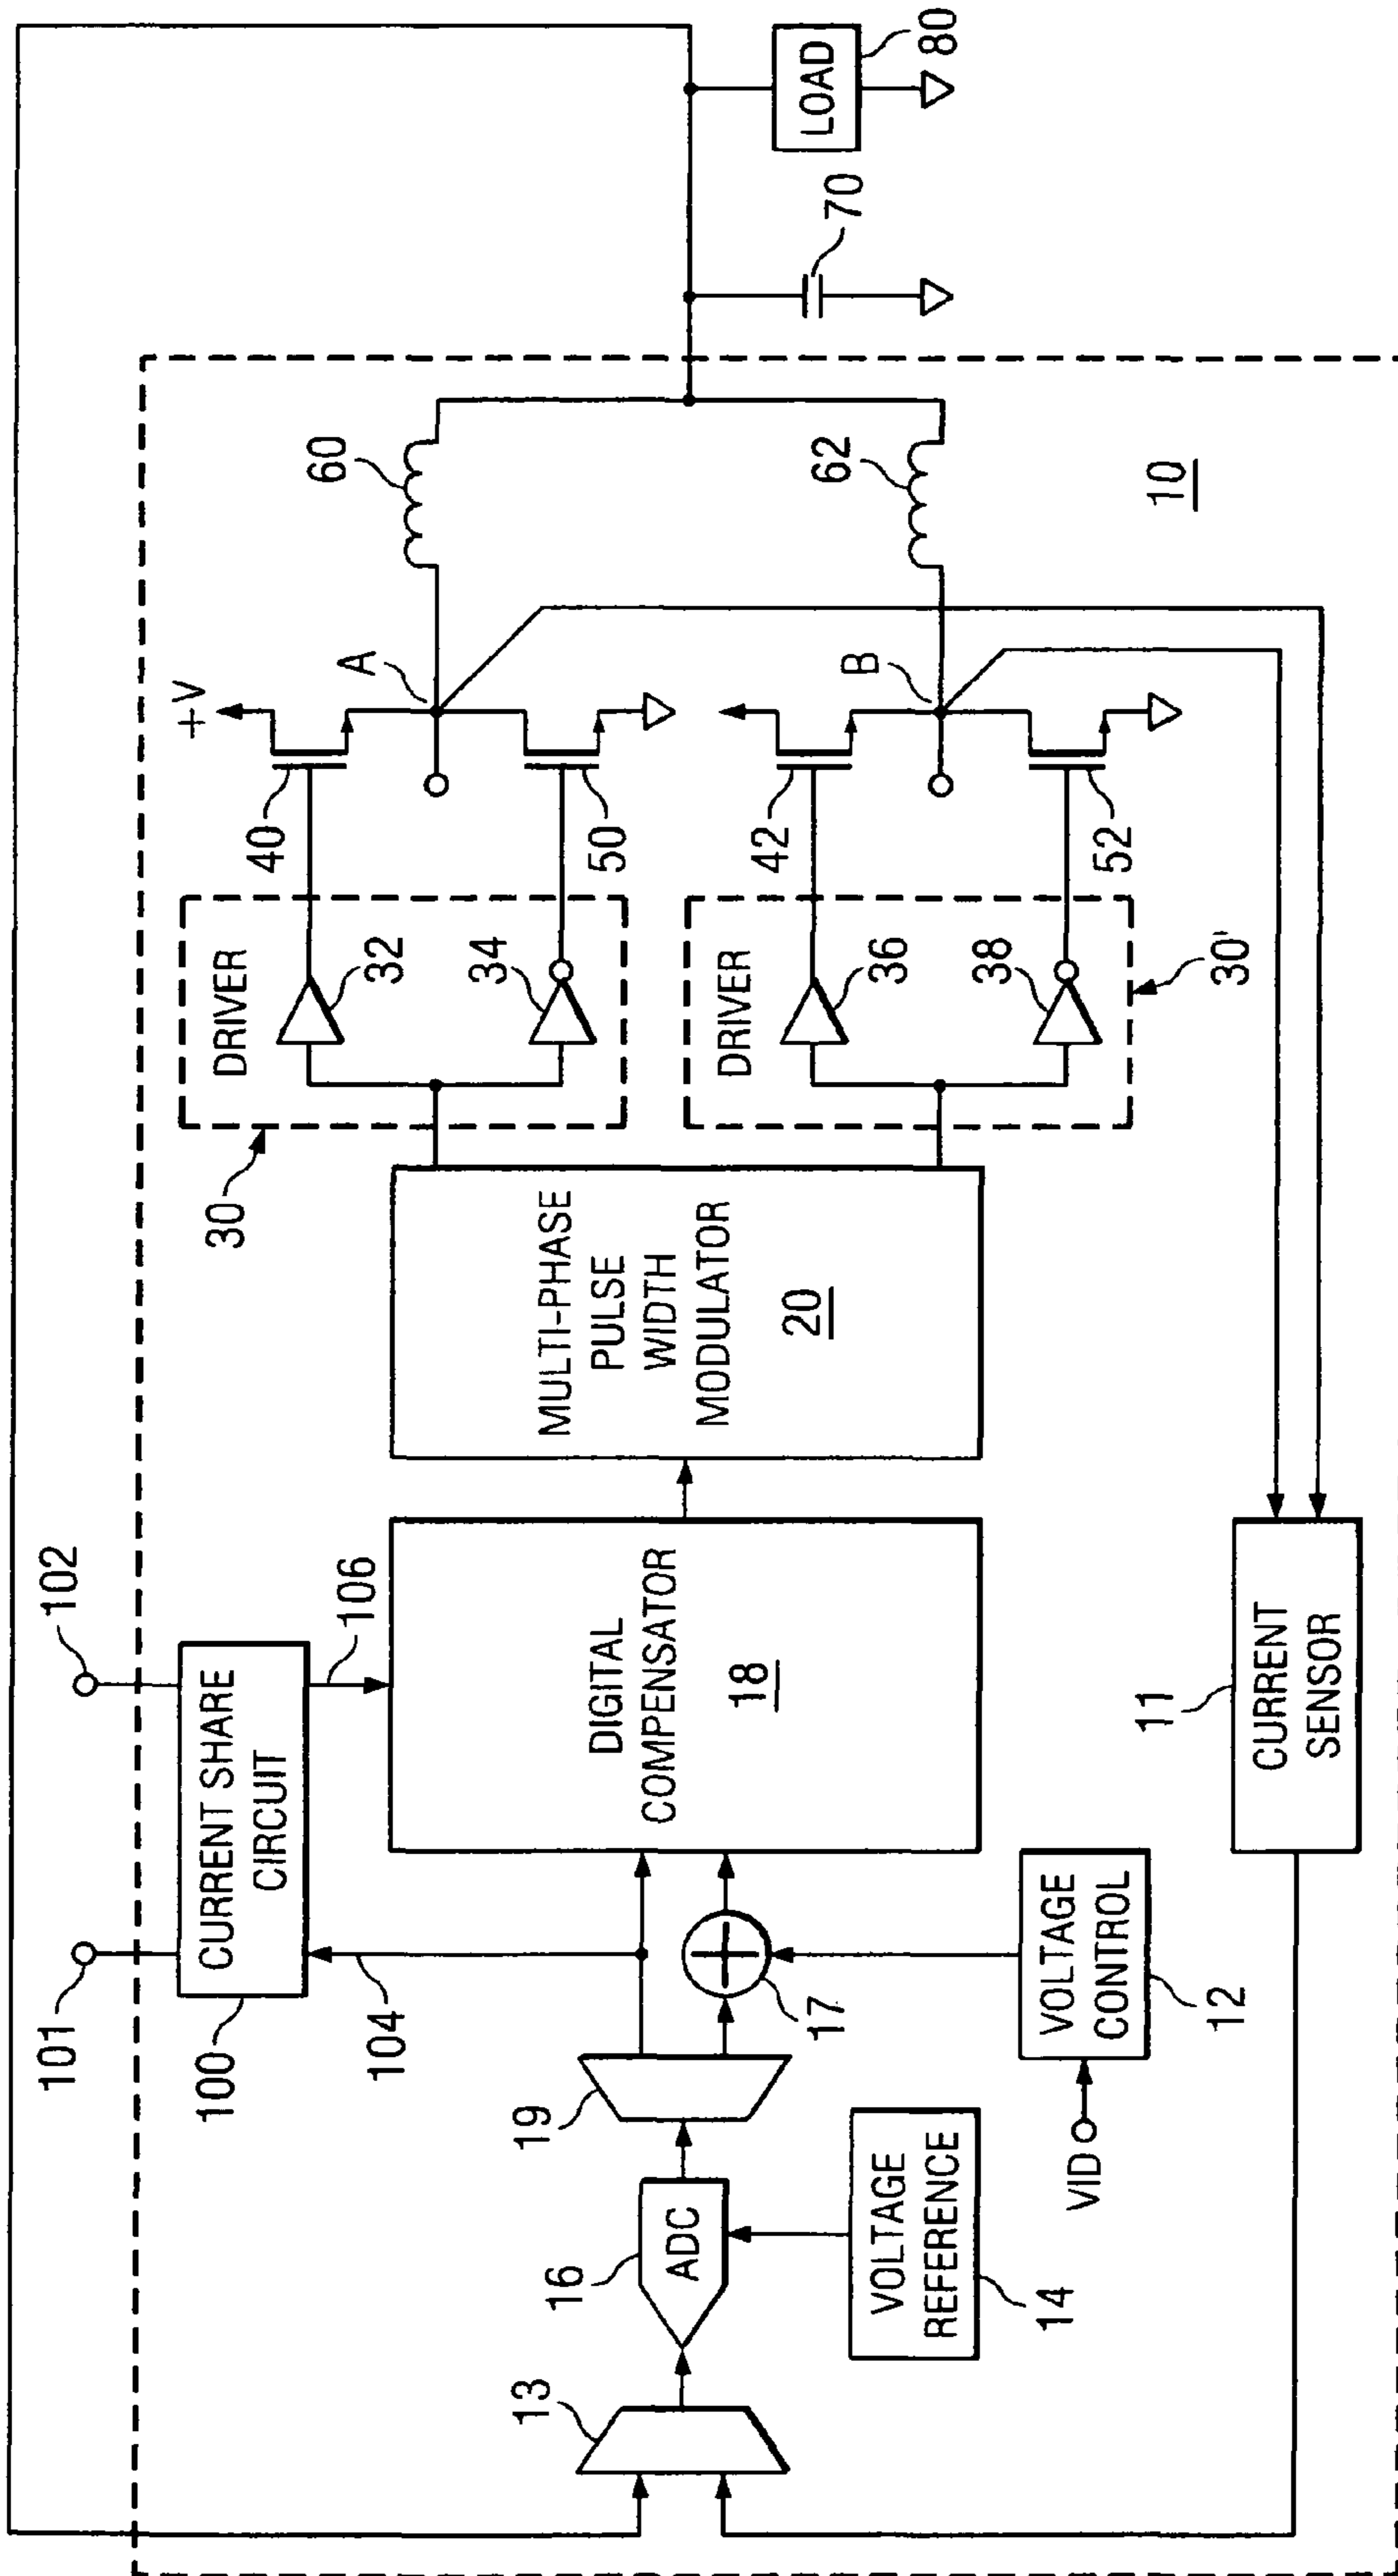 101
102
100
CURRENT SHARE
CIRCUIT
104
106
30
+V
40
A
60
DRIVER
32
34
50
MULTI-PHASE
PULSE
WIDTH
MODULATOR
20
DIGITAL
COMPENSATOR
18
13
16
ADC
19
17
VOLTAGE
REFERENCE
14
VID
VOLTAGE
CONTROL
12
11
CURRENT
SENSOR
DRIVER
36
38
30'
42
52
B
62
10
70
LOAD
80